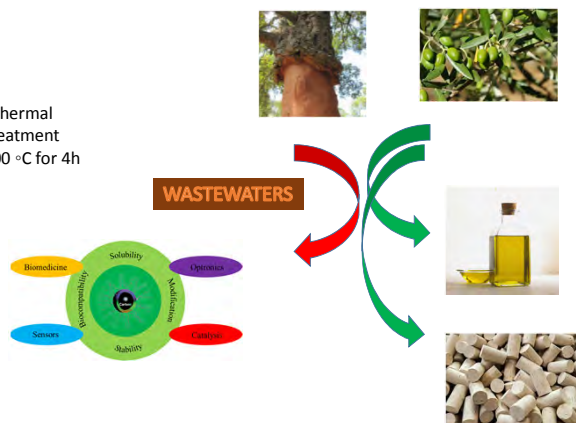 hermal
eatment
00 °C for 4h
WASTEWATERS
Biomedicine
Solubility
Optronics
Biocompatibility
Modification
Sensors
Stability
Catalysis